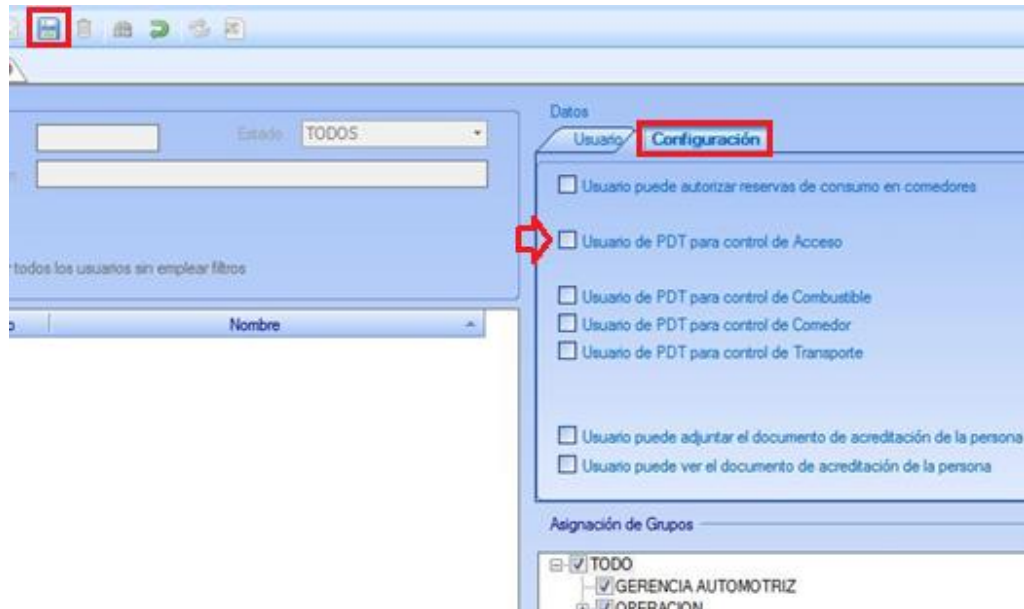 Estado TODOS
todos los usuarios sin emplear filtros
Nombre
Datos
Usuario Configuración
Usuario puede autorizar reservas de consumo en comedores
Usuario de PDT para control de Acceso
Usuario de PDT para control de Combustible
Usuario de PDT para control de Comedor
Usuario de PDT para control de Transporte
Usuario puede adjuntar el documento de acreditación de la persona
Usuario puede ver el documento de acreditación de la persona
Asignación de Grupos
TODO
GERENCIA AUTOMOTRIZ
OPERACION